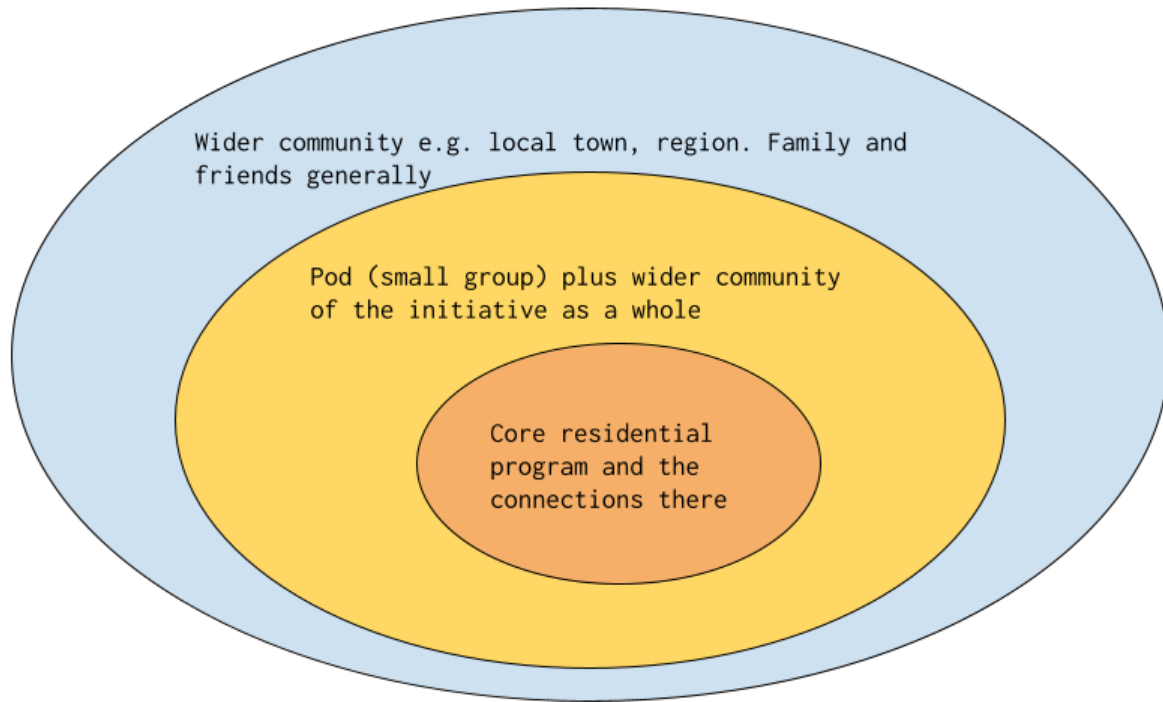 Wider community e.g. local town, region. Family and
friends generally
Pod (small group) plus wider community
of the initiative as a whole
Core residential
program and the
connections there